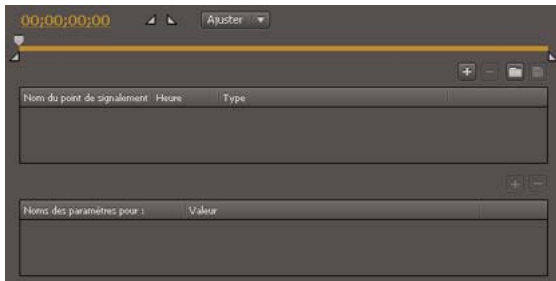 00;00;00;00 Ajuster
Nom du point de signalement Heure Type
Noms des paramètres pour : Valeur